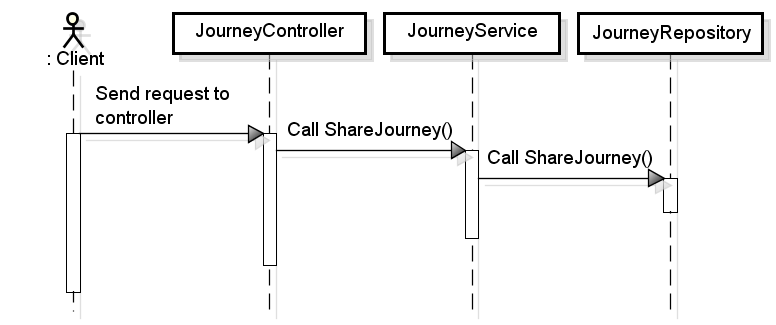 JourneyController
JourneyService
JourneyRepository
: Client
Send request to
controller
Call ShareJourney()
Call ShareJourney()